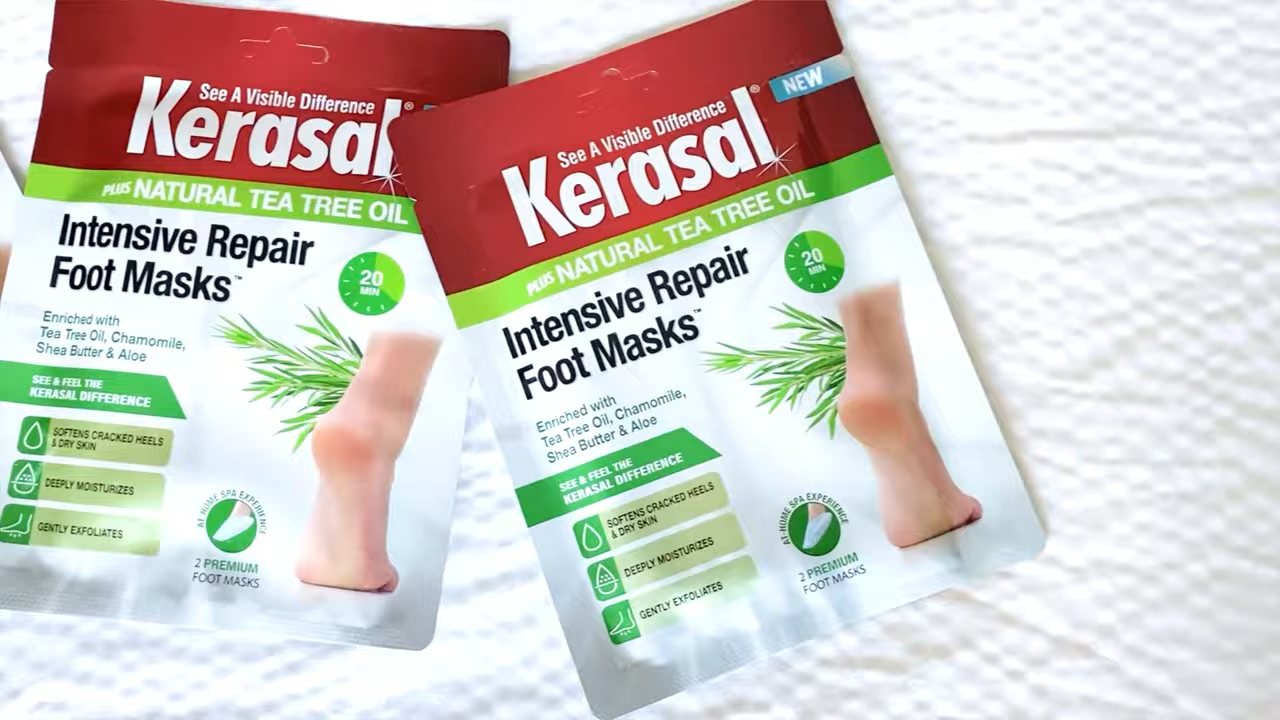 See A Visible Difference
Kerasal®
PLUS NATURAL TEA TREE OIL
Intensive Repair
Foot Masks™
20
MIN
Enriched with
Tea Tree Oil, Chamomile,
Shea Butter & Aloe
SEE & FEEL THE
KERASAL DIFFERENCE
SOFTENS CRACKED HEELS
& DRY SKIN
DEEPLY MOISTURIZES
GENTLY EXFOLIATES
AT-HOME SPA EXPERIENCE
2 PREMIUM
FOOT MASKS
NEW
See A Visible Difference
Kerasal®
PLUS NATURAL TEA TREE OIL
Intensive Repair
Foot Masks™
20
MIN
Enriched with
Tea Tree Oil, Chamomile,
Shea Butter & Aloe
SEE & FEEL THE
KERASAL DIFFERENCE
SOFTENS CRACKED HEELS
& DRY SKIN
DEEPLY MOISTURIZES
GENTLY EXFOLIATES
AT-HOME SPA EXPERIENCE
2 PREMIUM
FOOT MASKS